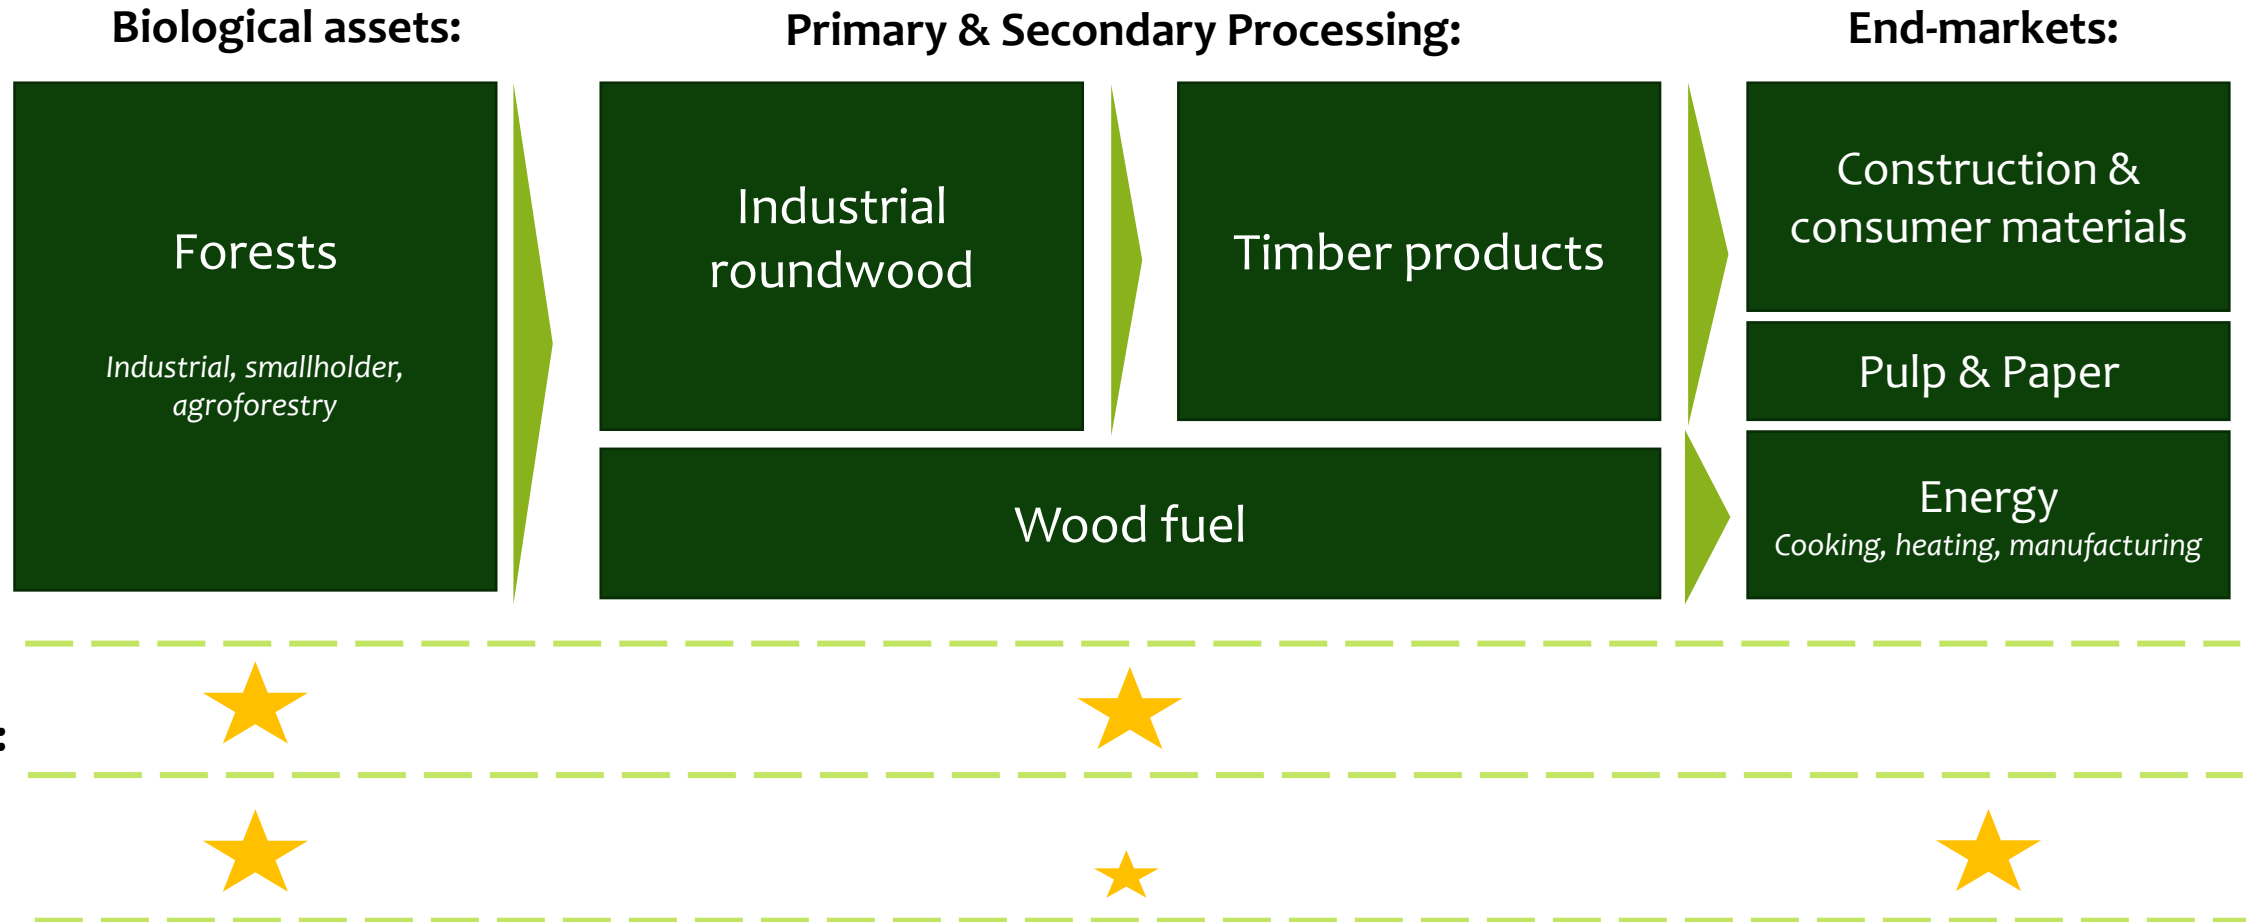 Biological assets:
Primary & Secondary Processing:
End-markets:
Forests
Industrial, smallholder,
agroforestry
Industrial
roundwood
Timber products
Wood fuel
Construction &
consumer materials
Pulp & Paper
Energy
Cooking, heating, manufacturing
: